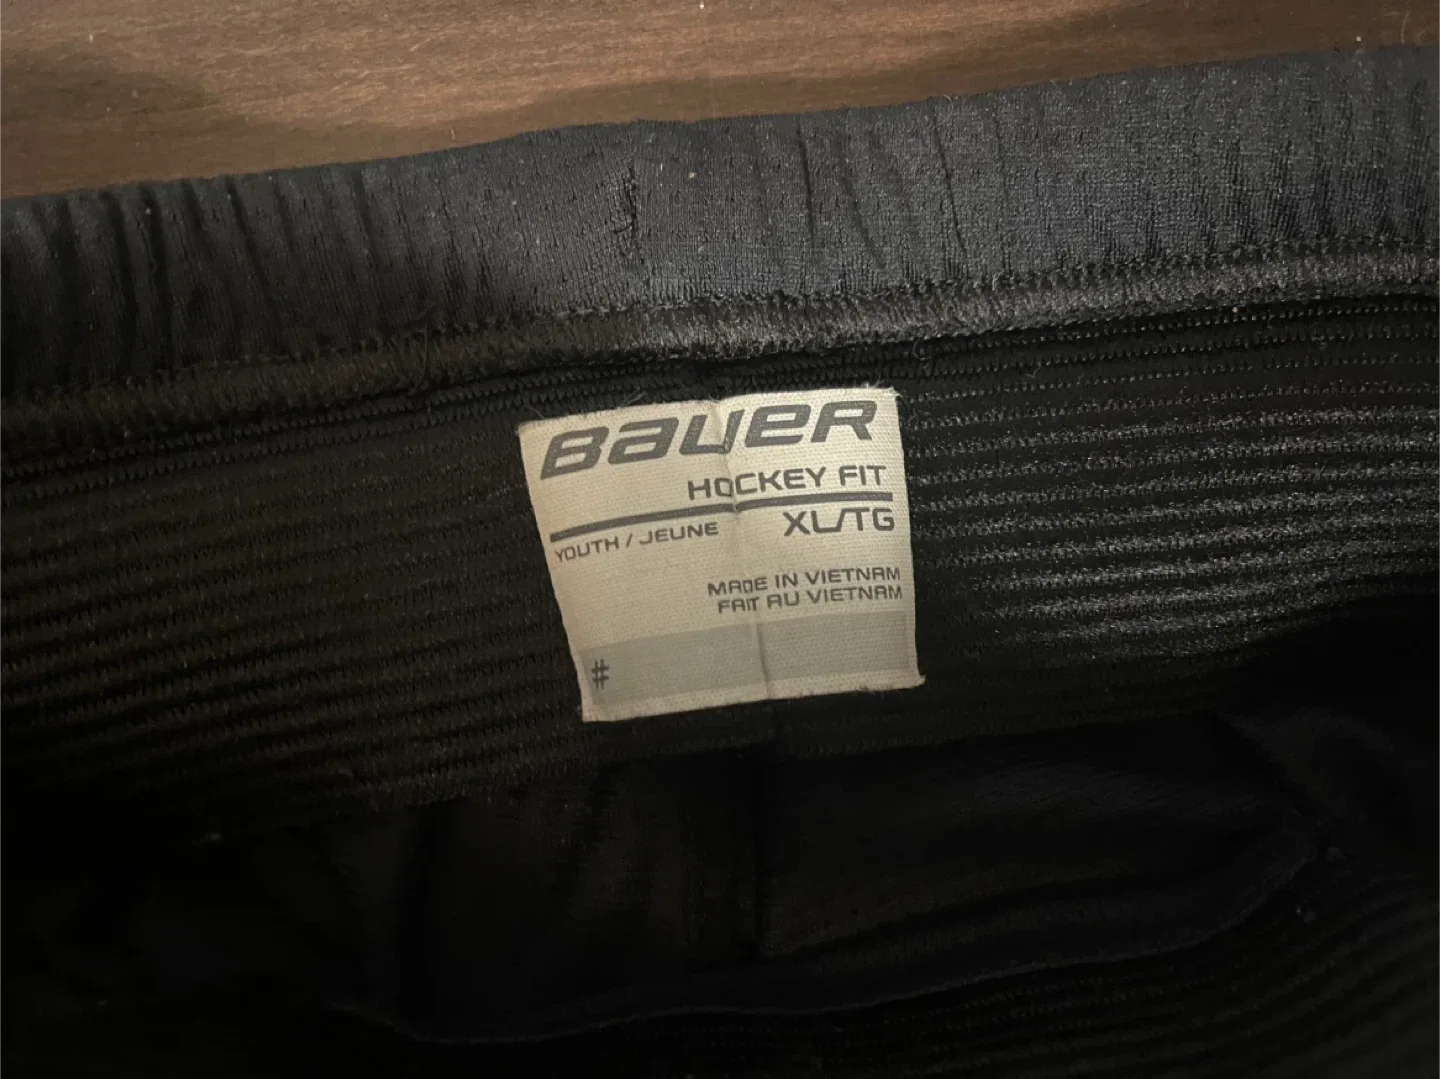 BAUER
HOCKEY FIT
YOUTH / JEUNE XL/TG
MADE IN VIETNAM
FAIT AU VIETNAM
#